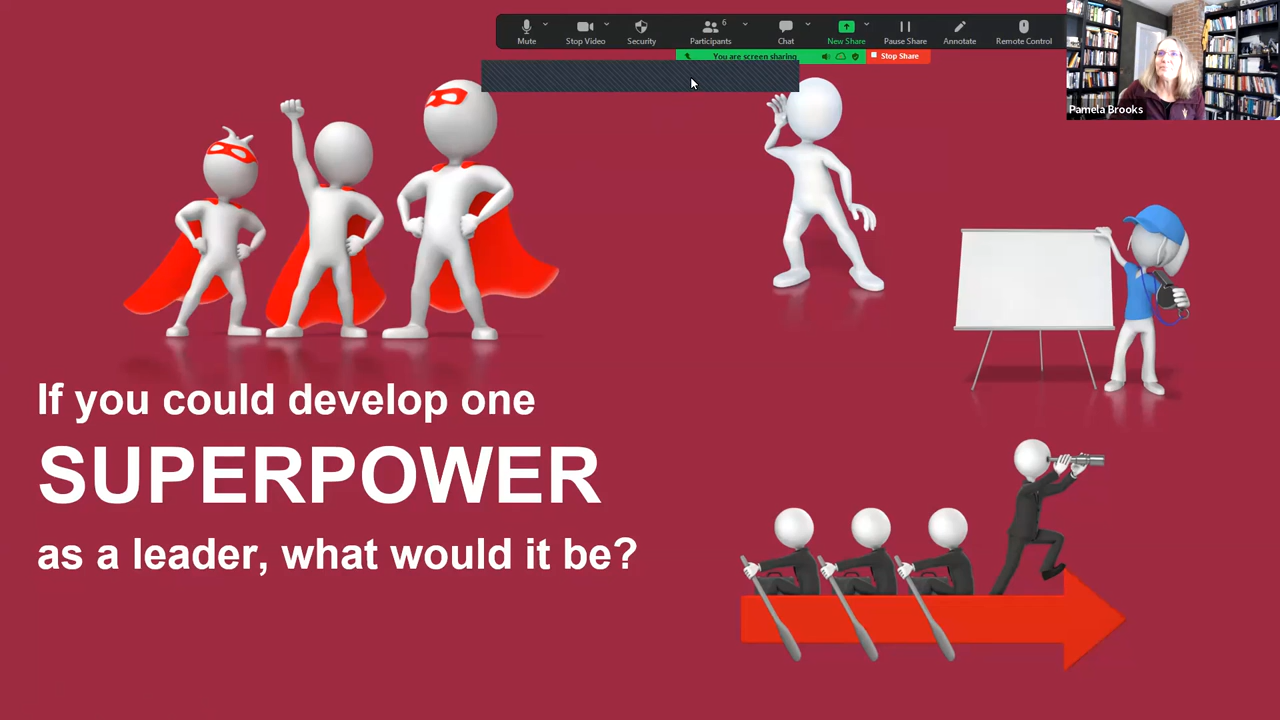 6
Mute
Stop Video
Security
Participants
Chat
New Share
Pause Share
Annotate
Remote Control
You are screen sharing
Stop Share
Pamela Brooks
If you could develop one
SUPERPOWER
as a leader, what would it be?